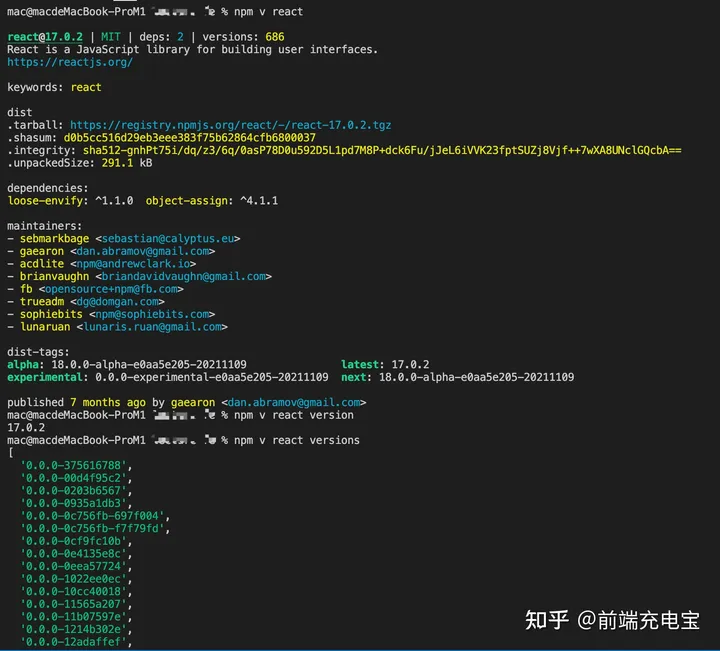 mac@macdeMacBook-ProM1 % npm v react
react@17.0.2 | MIT | deps: 2 | versions: 686
React is a JavaScript library for building user interfaces.
https://reactjs.org/
keywords: react
dist
.tarball: https://registry.npmjs.org/react/-/react-17.0.2.tgz
.shasum: d0b5cc516d29eb3eee383f75b62864cfb6800037
.integrity: sha512-gnhPt75i/dq/z3/6q/0asP78D0u592D5L1pd7M8P+dck6Fu/jJeL6iVVK23fptSUZj8Vjf++7wXA8UNclGQcbA==
.unpackedSize: 291.1 kB
dependencies:
loose-envify: ^1.1.0 object-assign: ^4.1.1
maintainers:
- sebmarkbage <sebastian@calyptus.eu>
- gaearon <dan.abramov@gmail.com>
- acdlite <npm@andrewclark.io>
- brianvaughn <briandavidvaughn@gmail.com>
- fb <opensource+npm@fb.com>
- trueadm <dg@domgan.com>
- sophiebits <npm@sophiebits.com>
- lunaruan <lunaris.ruan@gmail.com>
dist-tags:
alpha: 18.0.0-alpha-e0aa5e205-20211109 latest: 17.0.2
experimental: 0.0.0-experimental-e0aa5e205-20211109 next: 18.0.0-alpha-e0aa5e205-20211109
published 7 months ago by gaearon <dan.abramov@gmail.com>
mac@macdeMacBook-ProM1 % npm v react version
17.0.2
mac@macdeMacBook-ProM1 % npm v react versions
[
'0.0.0-375616788',
'0.0.0-00d4f95c2',
'0.0.0-0203b6567',
'0.0.0-0935a1db3',
'0.0.0-0c756fb-697f004',
'0.0.0-0c756fb-f7f79fd',
'0.0.0-0cf9fc10b',
'0.0.0-0e4135e8c',
'0.0.0-0eea57724',
'0.0.0-1022ee0ec',
'0.0.0-10cc40018',
'0.0.0-11565a207',
'0.0.0-11b07597e',
'0.0.0-1214b302e',
'0.0.0-12adaffef',
知乎 @前端充电宝